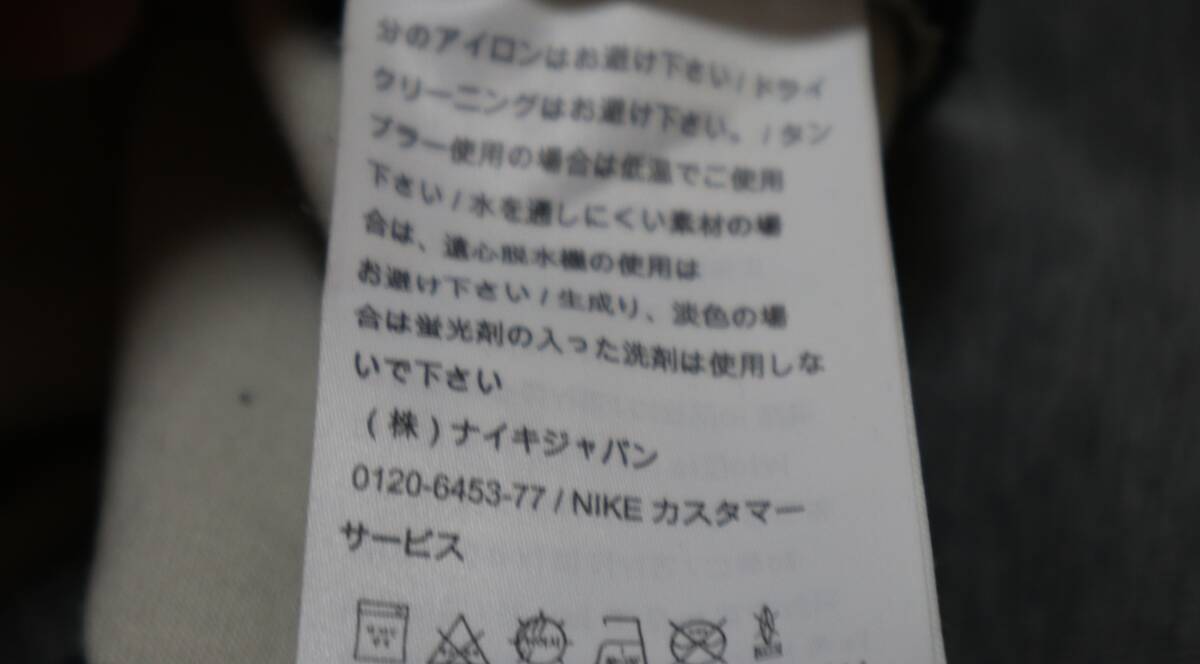 分のアイロンはお避け下さい/ドライ
クリーニングはお避け下さい。/タン
ブラー使用の場合は低温でご使用
下さい/水を通しにくい素材の場
合は、遠心脱水機の使用は
お避け下さい/生成り、淡色の場
合は蛍光剤の入った洗剤は使用しな
いで下さい
(株)ナイキジャパン
0120-6453-77/NIKE カスタマー
サービス